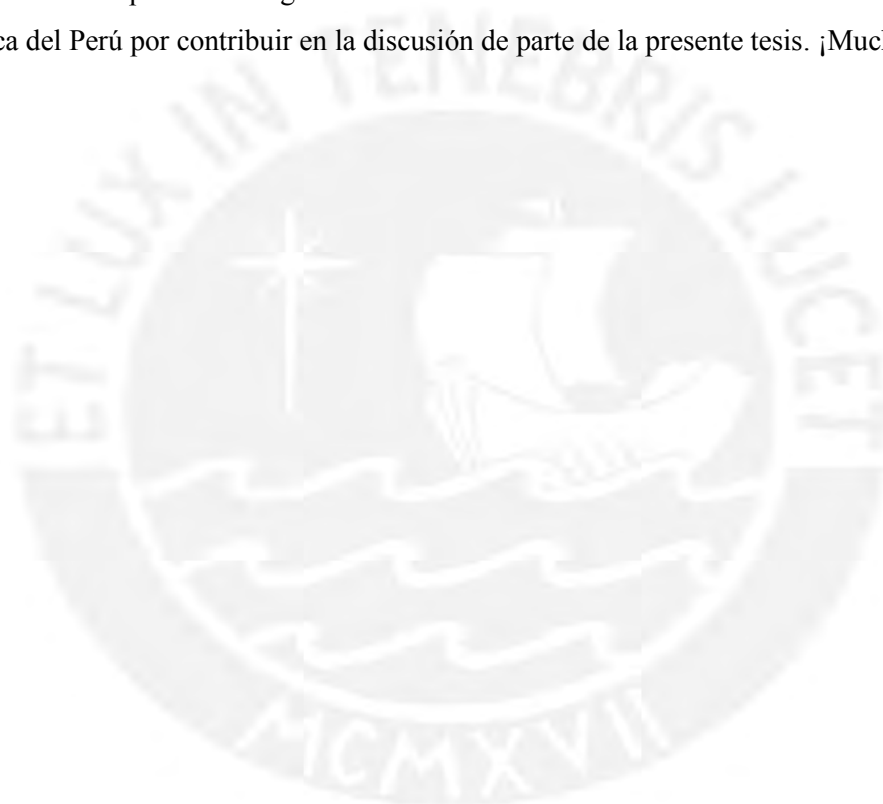 ca del Perú por contribuir en la discusión de parte de la presente tesis. ¡Muc
ET LUX IN TENEBRIS LUCET
MCMXVII